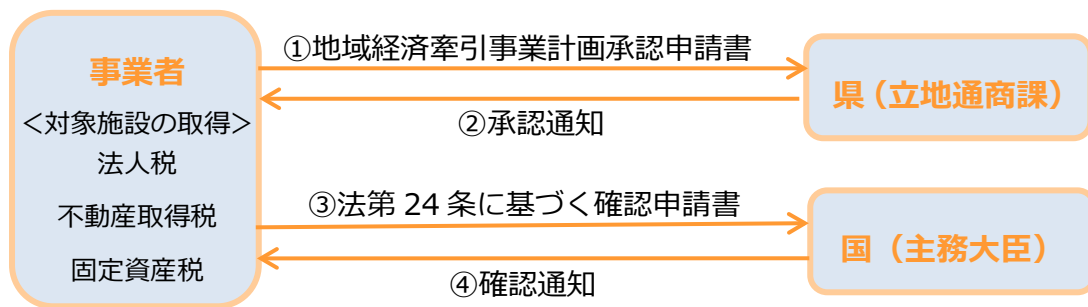 事業者
<対象施設の取得>
法人税
不動産取得税
固定資産税
①地域経済牽引事業計画承認申請書
②承認通知
③法第 24 条に基づく確認申請書
④確認通知
県（立地通商課）
国（主務大臣）